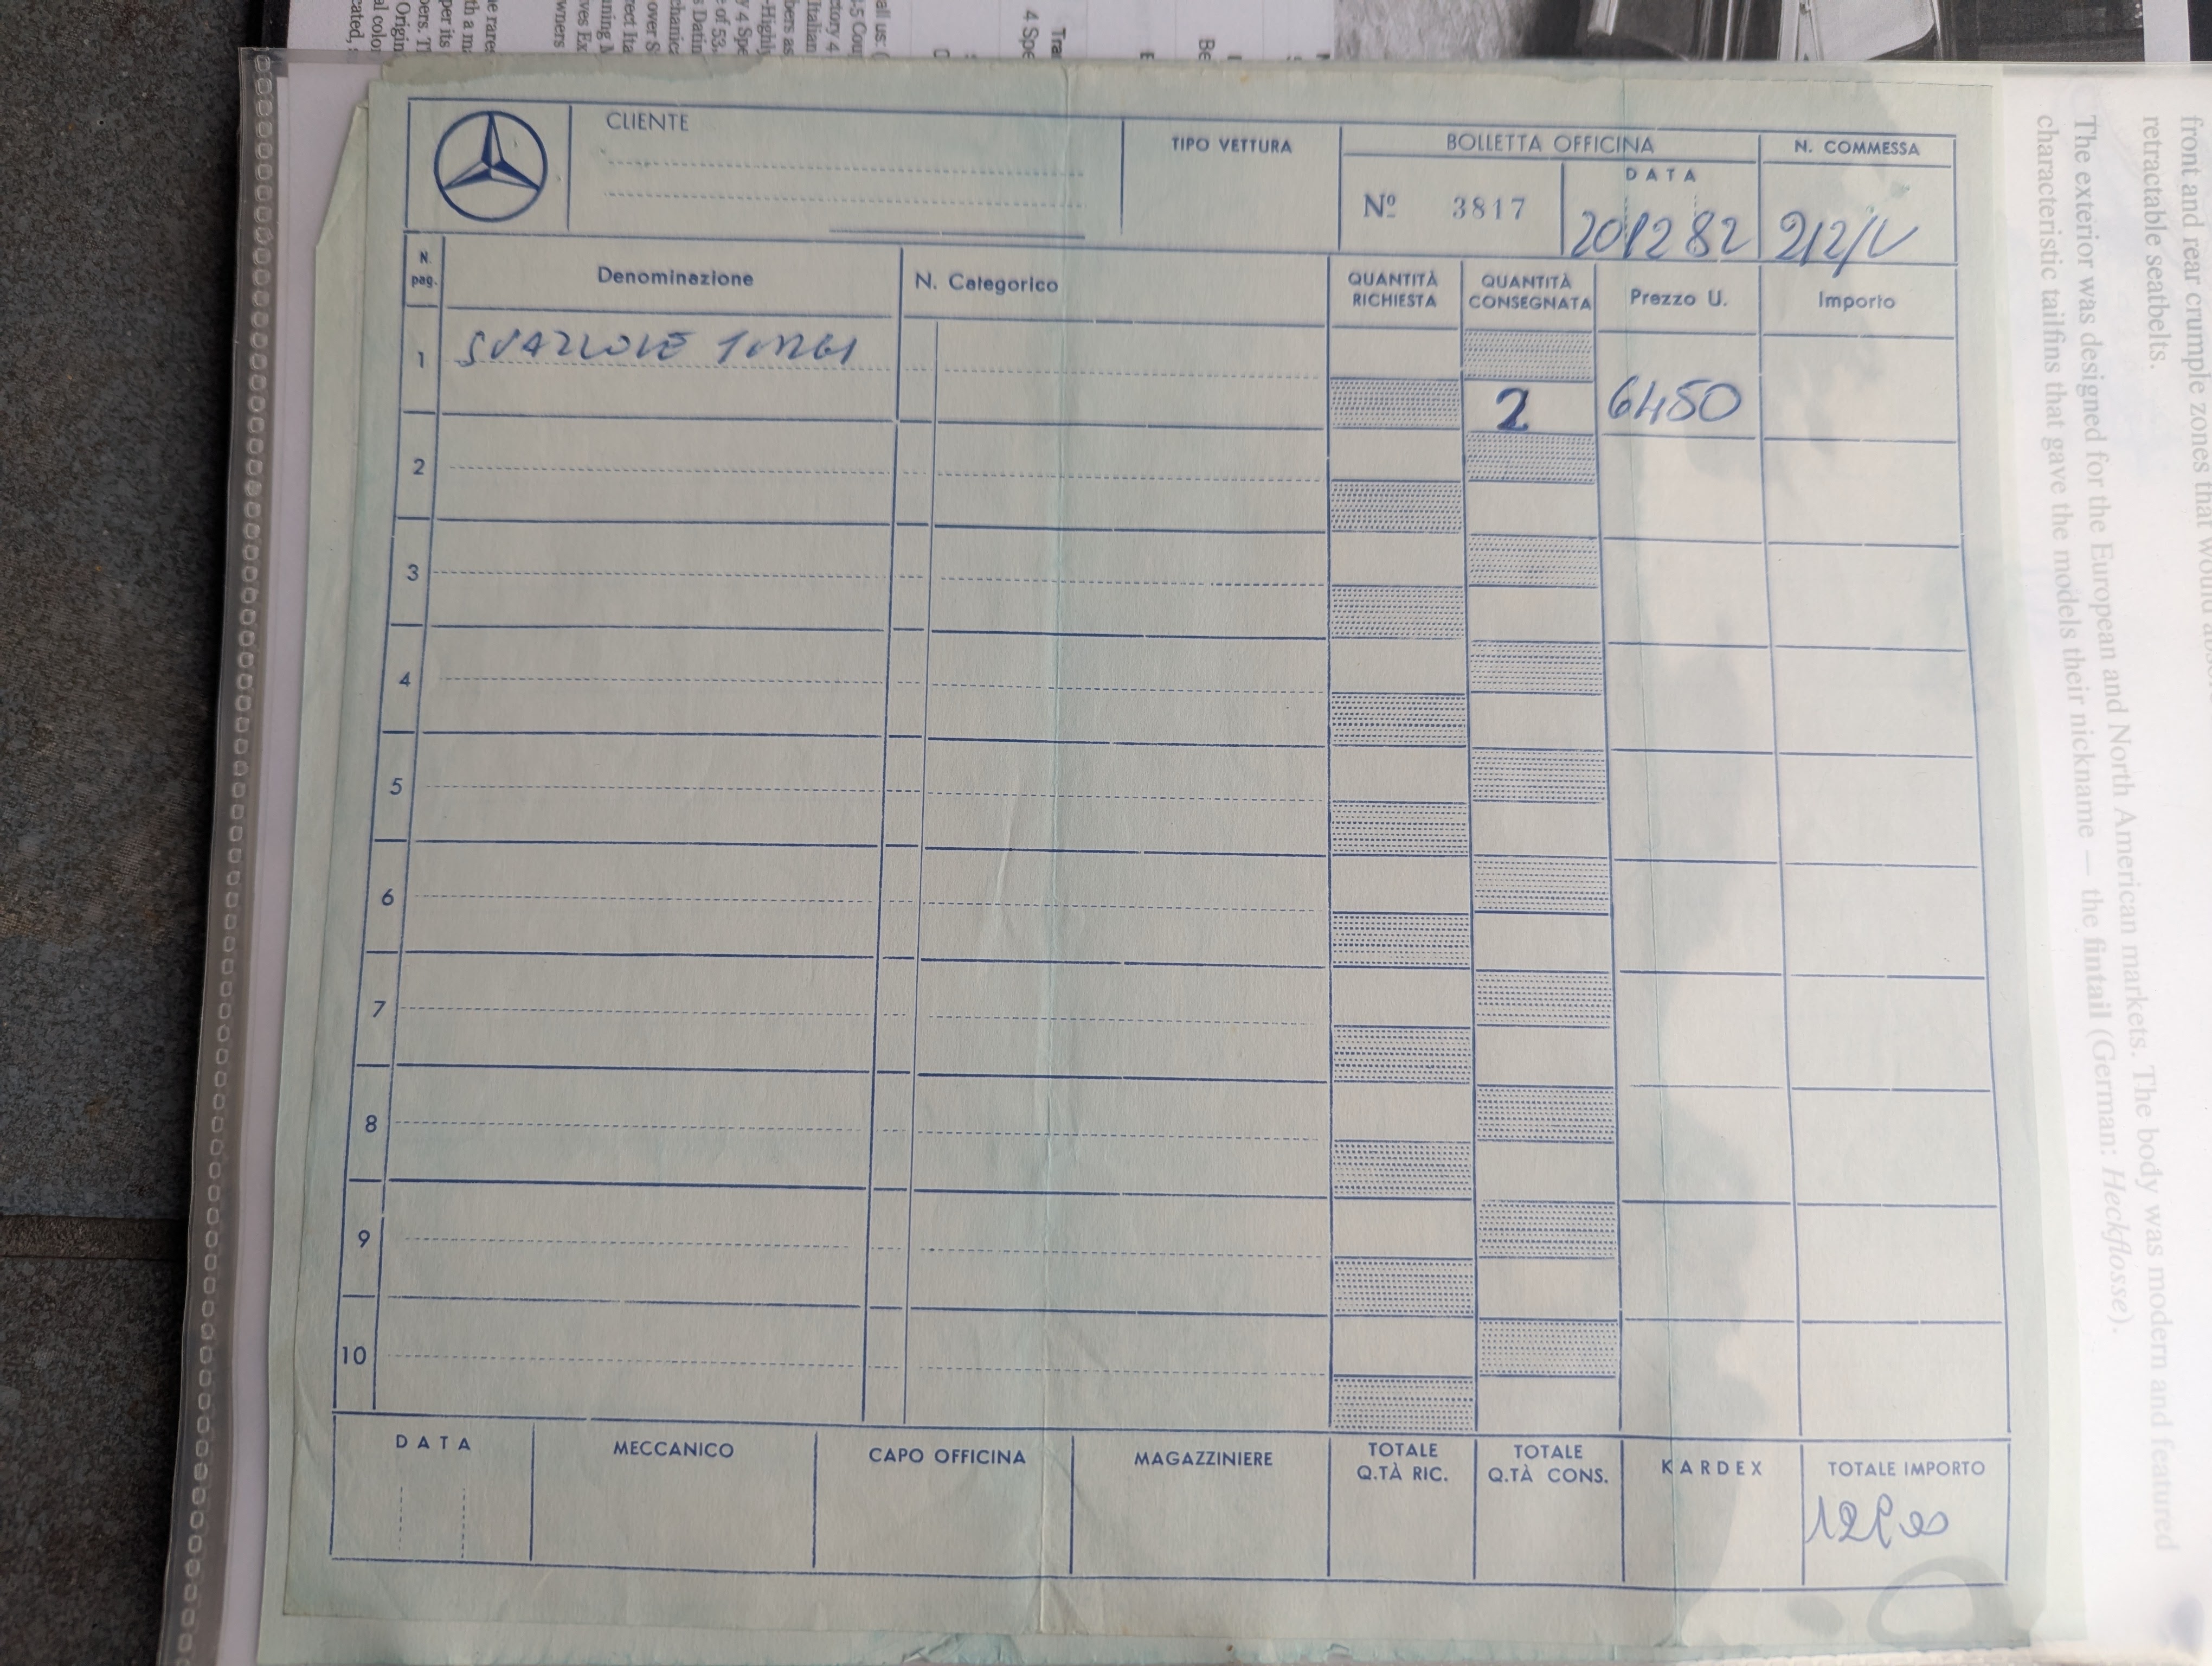 CLIENTE
TIPO VETTURA
BOLLETTA OFFICINA
N. COMMESSA
Nº 3817
DATA
201282
212/V
N. pag.
Denominazione
N. Categorico
QUANTITÀ RICHIESTA
QUANTITÀ CONSEGNATA
Prezzo U.
Importo
1
2
6450
2
3
4
5
6
7
8
9
10
DATA
MECCANICO
CAPO OFFICINA
MAGAZZINIERE
TOTALE Q.TÀ RIC.
TOTALE Q.TÀ CONS.
KARDEX
TOTALE IMPORTO
front and rear crumple zones that would
retractable seatbelts.
The exterior was designed for the European and North American markets. The body was modern and featured
characteristic tailfins that gave the models their nickname — the fintail (German: Heckflosse).
4 Spe